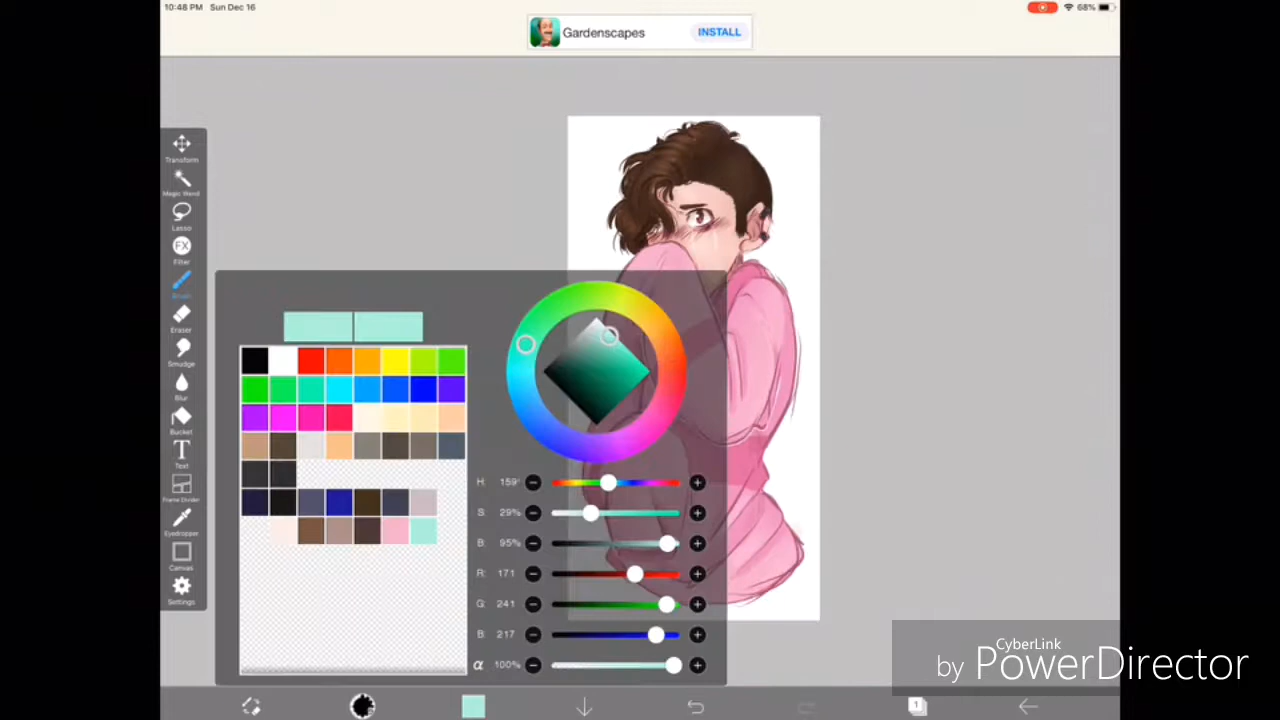 10:48 PM Sun Dec 16
68%
Gardenscapes
INSTALL
Transform
Magic Wand
Lasso
FX
Filter
Brush
Eraser
Smudge
Blur
Bucket
T
Text
Frame Divider
Eyedropper
Canvas
Settings
H: 159°
S: 29%
B: 95%
R: 171
G: 241
B: 217
α 100%
1
CyberLink
by PowerDirector